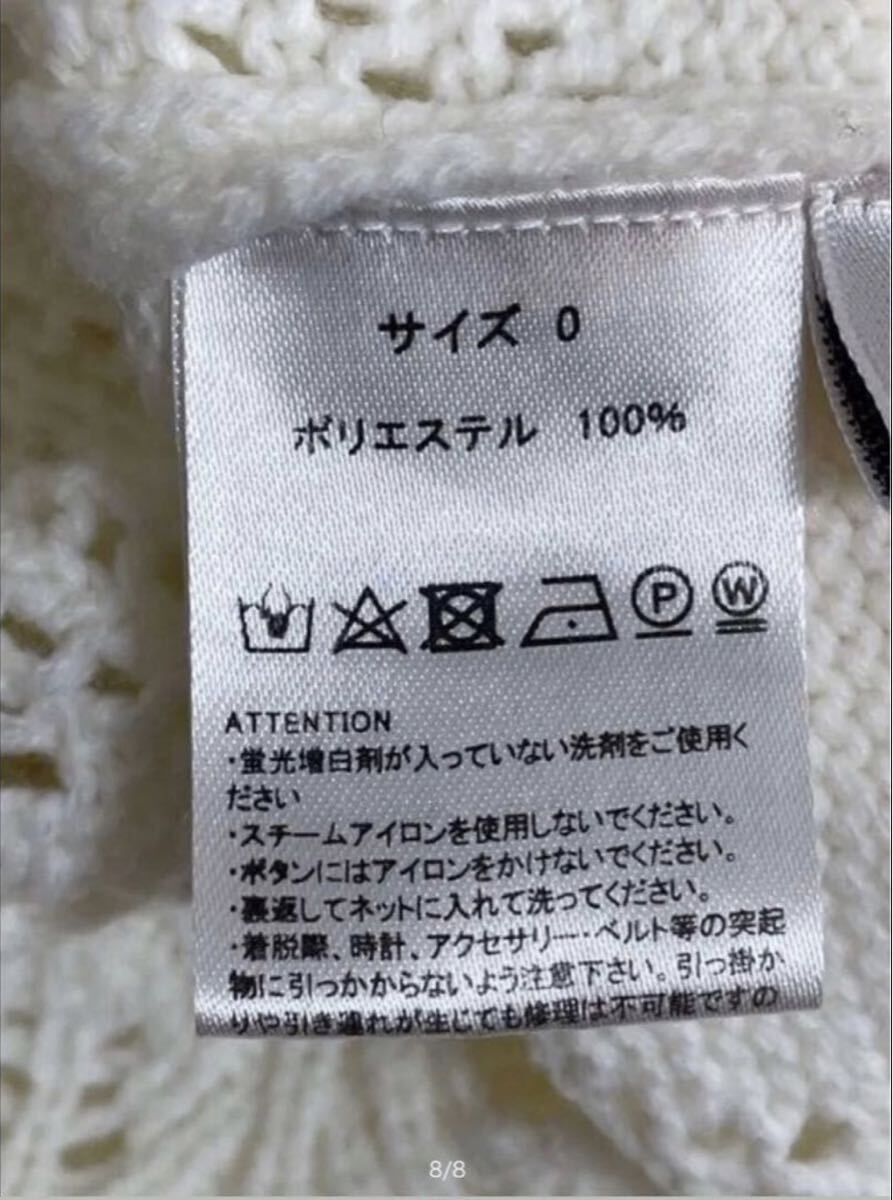 サイズ 0
ポリエステル 100%
P W
ATTENTION
・蛍光増白剤が入っていない洗剤をご使用く
ださい
・スチームアイロンを使用しないでください。
・ボタンにはアイロンをかけないでください。
・裏返してネットに入れて洗ってください。
・着脱際、時計、アクセサリー・ベルト等の突起
物に引っかからないよう注意下さい。引っ掛か
りや引き連れが生じても修理は不可能ですの
8/8